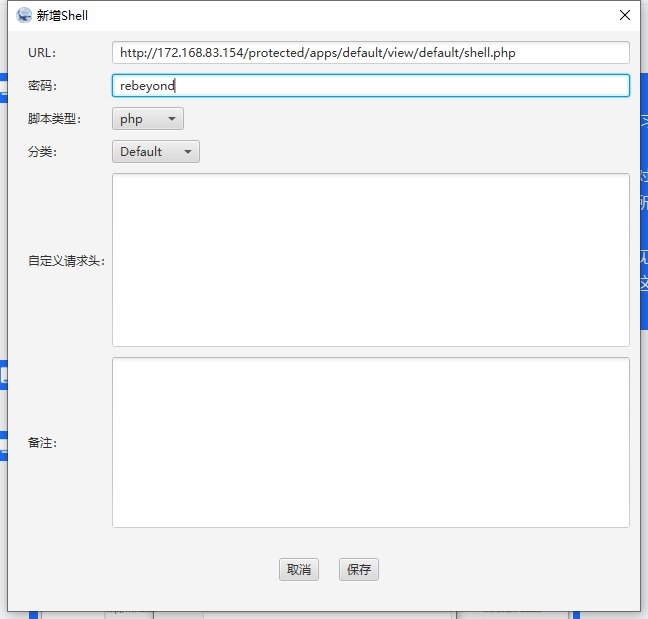 新增Shell
URL: http://172.168.83.154/protected/apps/default/view/default/shell.php
密码: rebeyond
脚本类型: php
分类: Default
自定义请求头:
备注:
取消 保存